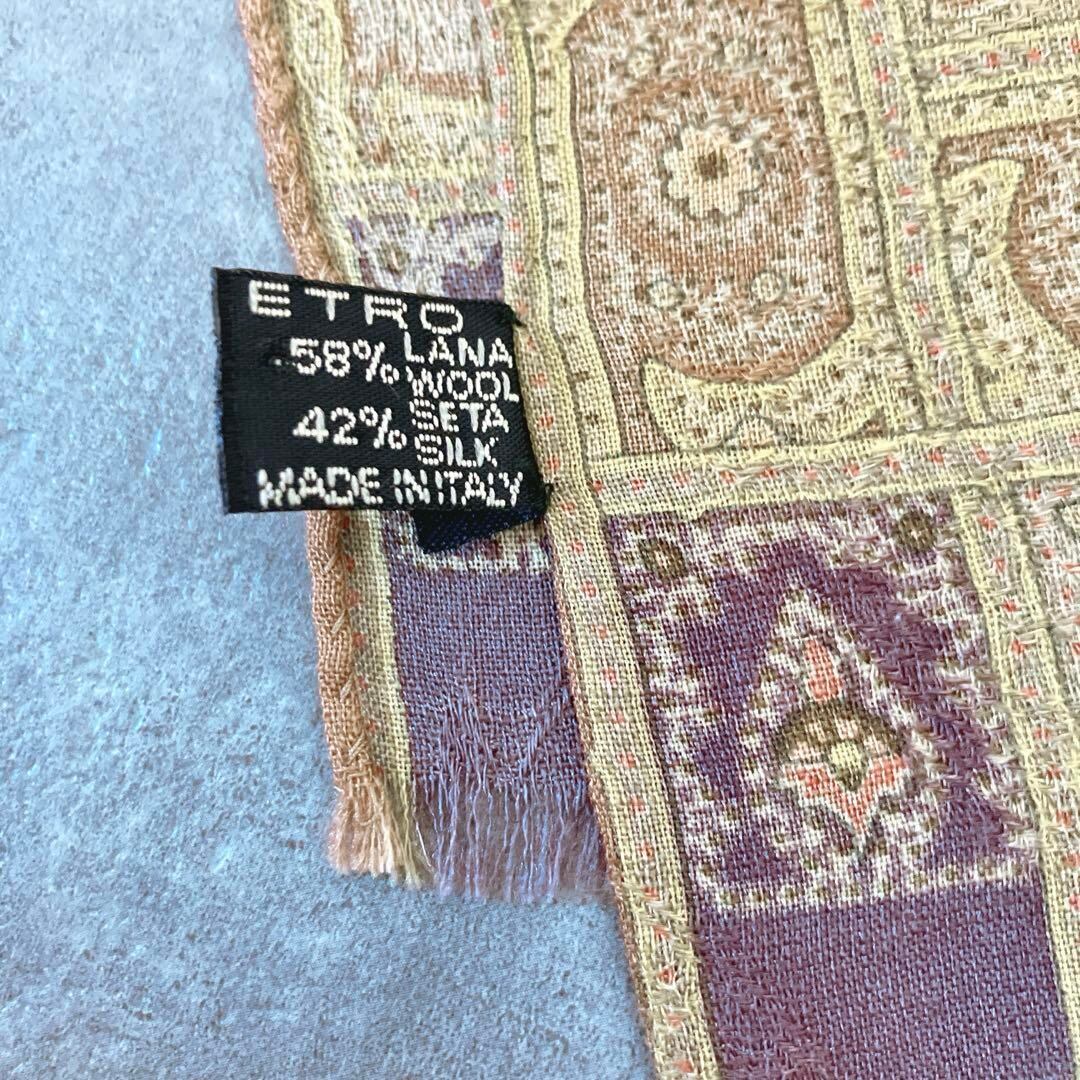 ETRO
58% LANA
WOOL
42% SETA
SILK
MADE IN ITALY